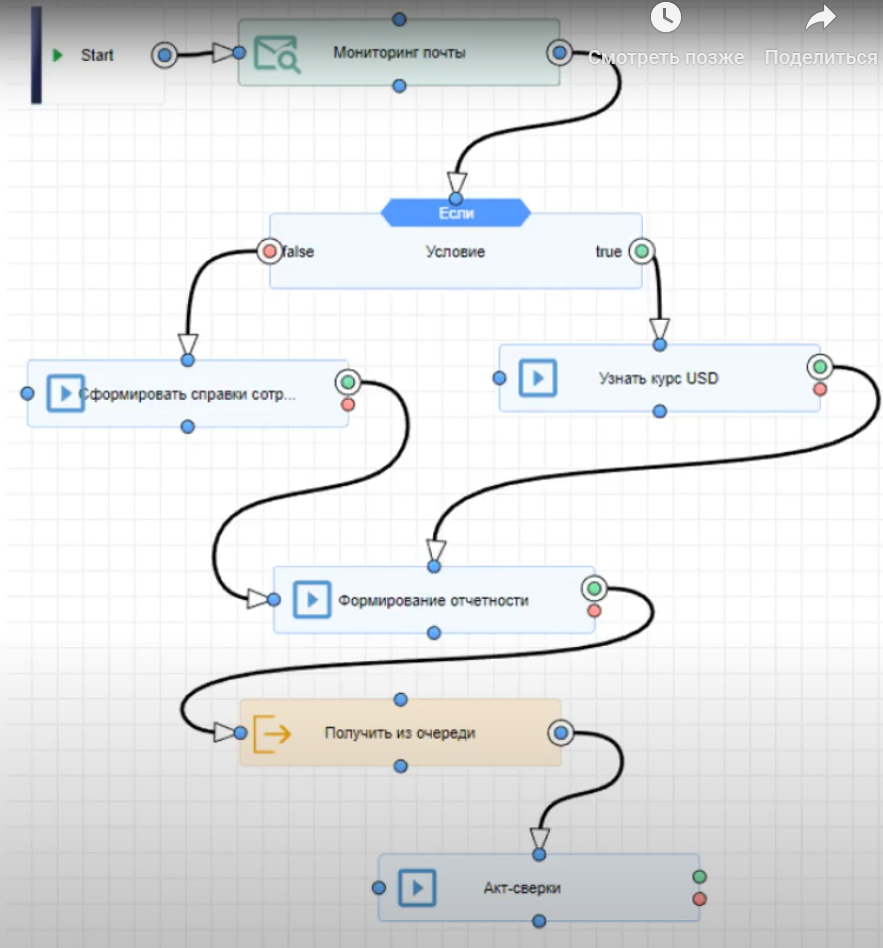 Start
Мониторинг почты
Смотреть позже
Поделиться
Если
false
Условие
true
Сформировать справки сотр...
Узнать курс USD
Формирование отчетности
Получить из очереди
Акт-сверки